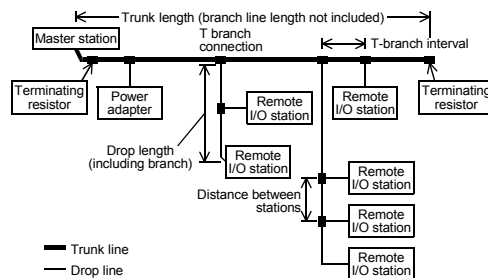 Trunk length (branch line length not included)
Master station
T branch
connection
T-branch interval
Terminating
resistor
Power
adapter
Remote
I/O station
Remote
I/O station
Terminating
resistor
Drop length
(including branch)
Remote
I/O station
Remote
I/O station
Distance between
stations
Remote
I/O station
Trunk line
Drop line
Remote
I/O station